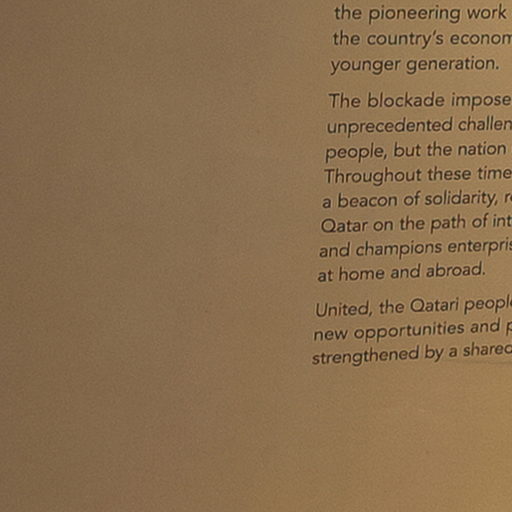 the pioneering work
the country's econom
younger generation.
The blockade impose
unprecedented challen
people, but the nation
Throughout these time
a beacon of solidarity, r
Qatar on the path of int
and champions enterpris
at home and abroad.
United, the Qatari peopl
new opportunities and p
strengthened by a shared